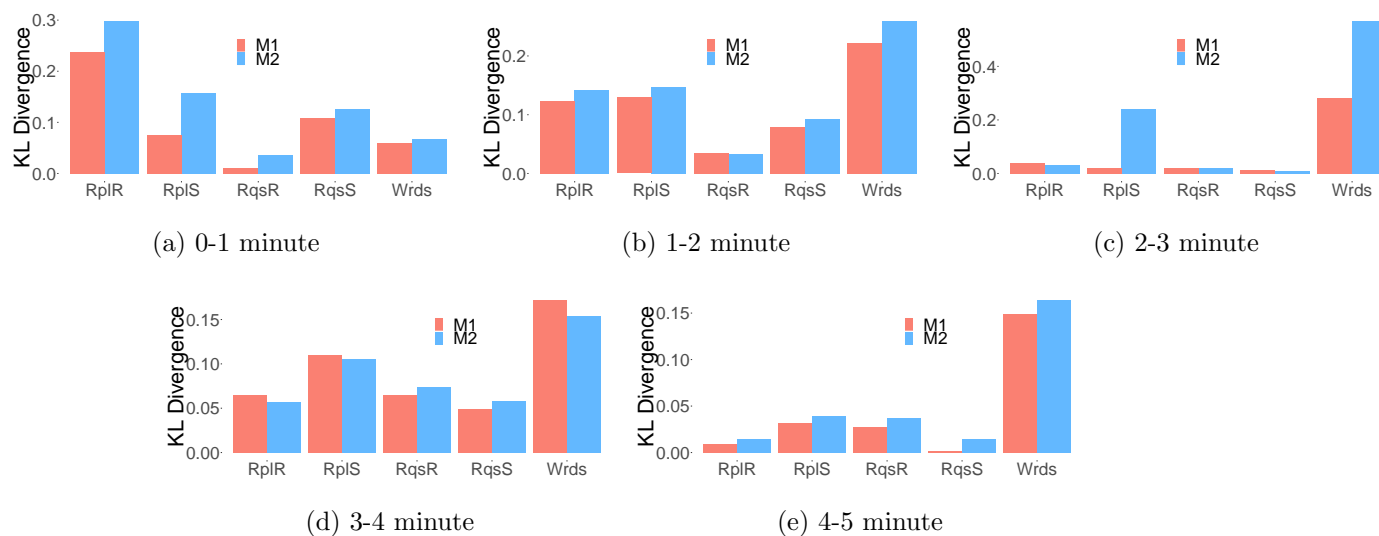 KL Divergence
0.3
0.2
0.1
0.0
M1
M2
RplR RplS RqsR RqsS Wrds
(a) 0-1 minute
KL Divergence
0.2
0.1
0.0
M1
M2
RplR RplS RqsR RqsS Wrds
(b) 1-2 minute
KL Divergence
0.4
0.2
0.0
M1
M2
RplR RplS RqsR RqsS Wrds
(c) 2-3 minute
KL Divergence
0.15
0.10
0.05
0.00
M1
M2
RplR RplS RqsR RqsS Wrds
(d) 3-4 minute
KL Divergence
0.15
0.10
0.05
0.00
M1
M2
RplR RplS RqsR RqsS Wrds
(e) 4-5 minute